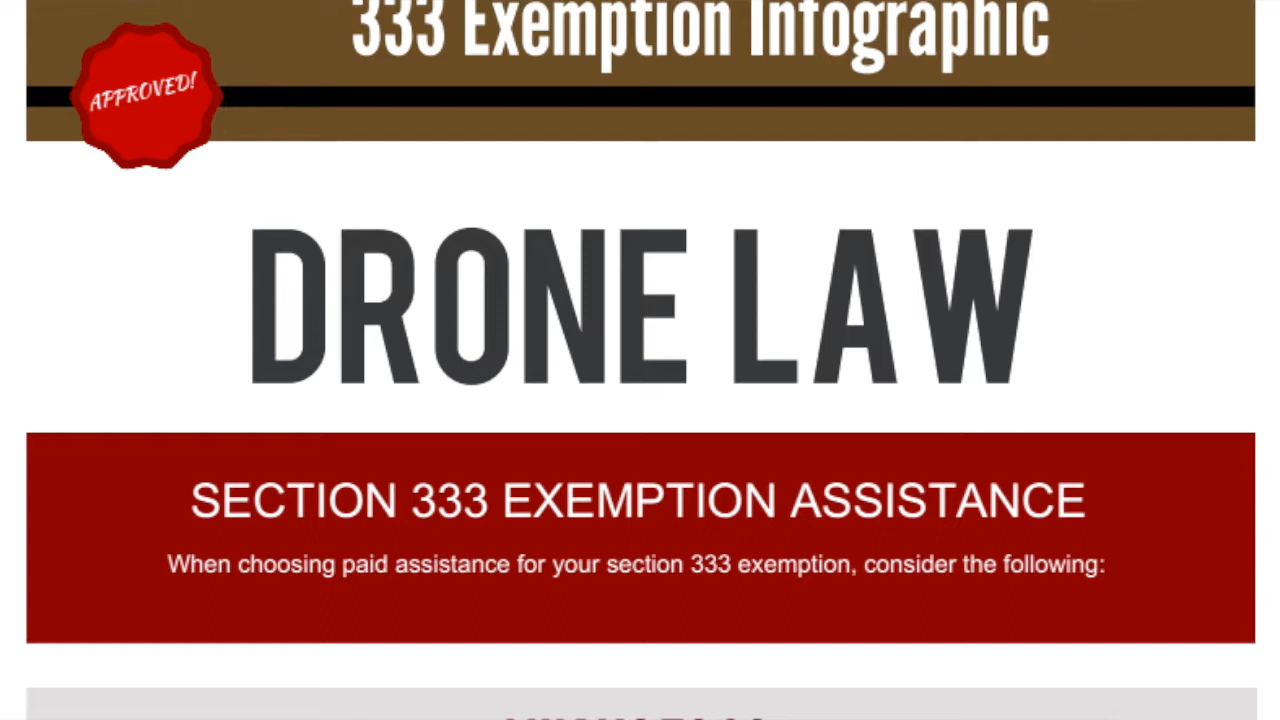 333 Exemption Infographic
APPROVED!
DRONE LAW
SECTION 333 EXEMPTION ASSISTANCE
When choosing paid assistance for your section 333 exemption, consider the following: